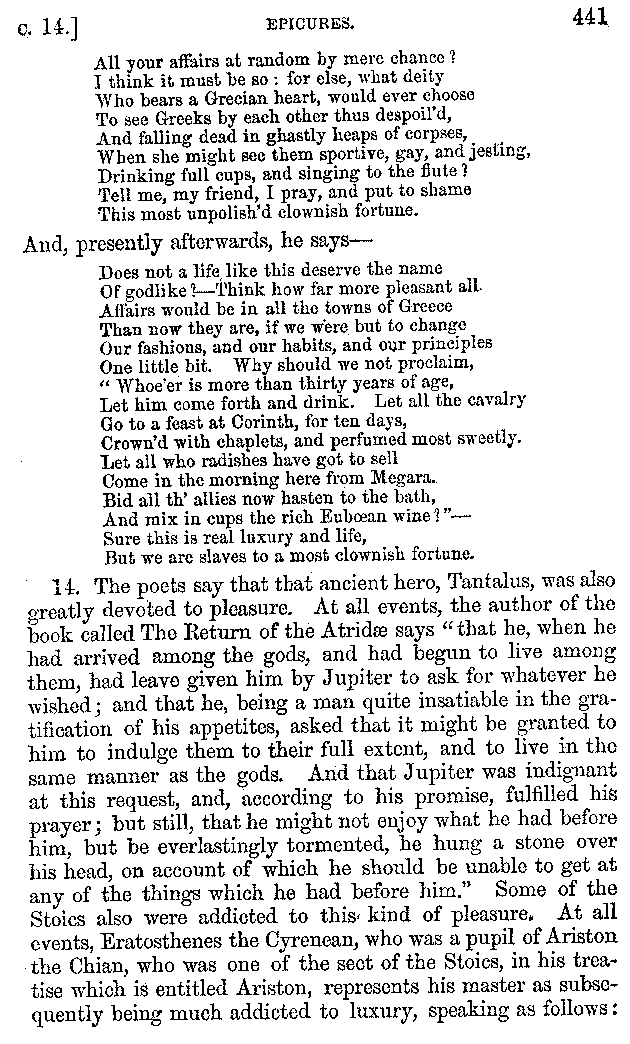 c. 14.] EPICURES. 441
All your affairs at random by mere chance?
I think it must be so: for else, what deity
Who bears a Grecian heart, would ever choose
To see Greeks by each other thus despoil'd,
And falling dead in ghastly heaps of corpses,
When she might see them sportive, gay, and jesting,
Drinking full cups, and singing to the flute?
Tell me, my friend, I pray, and put to shame
This most unpolish'd clownish fortune.
And, presently afterwards, he says—
Does not a life like this deserve the name
Of godlike?—Think how far more pleasant all
Affairs would be in all the towns of Greece
Than now they are, if we were but to change
Our fashions, and our habits, and our principles
One little bit. Why should we not proclaim,
"Whoe'er is more than thirty years of age,
Let him come forth and drink. Let all the cavalry
Go to a feast at Corinth, for ten days,
Crown'd with chaplets, and perfumed most sweetly.
Let all who radishes have got to sell
Come in the morning here from Megara.
Bid all th' allies now hasten to the bath,
And mix in cups the rich Eubœan wine?"—
Sure this is real luxury and life,
But we are slaves to a most clownish fortune.
14. The poets say that that ancient hero, Tantalus, was also
greatly devoted to pleasure. At all events, the author of the
book called The Return of the Atridæ says "that he, when he
had arrived among the gods, and had begun to live among
them, had leave given him by Jupiter to ask for whatever he
wished; and that he, being a man quite insatiable in the gra-
tification of his appetites, asked that it might be granted to
him to indulge them to their full extent, and to live in the
same manner as the gods. And that Jupiter was indignant
at this request, and, according to his promise, fulfilled his
prayer; but still, that he might not enjoy what he had before
him, but be everlastingly tormented, he hung a stone over
his head, on account of which he should be unable to get at
any of the things which he had before him." Some of the
Stoics also were addicted to this kind of pleasure. At all
events, Eratosthenes the Cyrenean, who was a pupil of Ariston
the Chian, who was one of the sect of the Stoics, in his trea-
tise which is entitled Ariston, represents his master as subse-
quently being much addicted to luxury, speaking as follows: